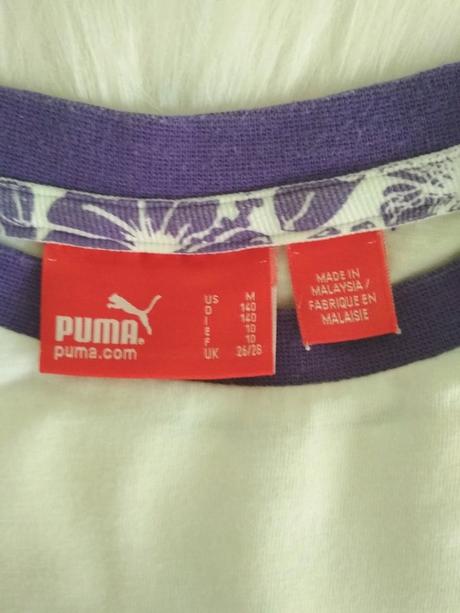 PUMA®
puma.com
US M
D 140
I 140
E 10
F 10
UK 26/28
MADE IN
MALAYSIA /
FABRIQUE EN
MALAISIE